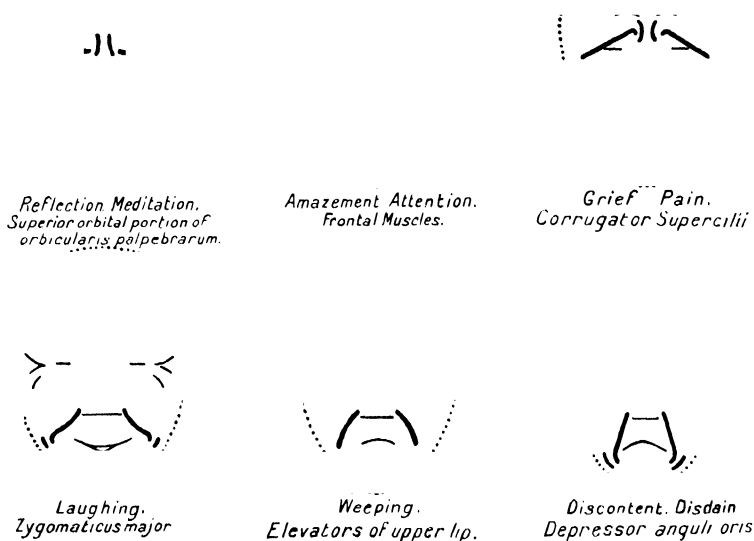 Reflection. Meditation.
Superior orbital portion of
orbicularis palpebrarum.
Amazement Attention.
Frontal Muscles.
Grief Pain.
Corrugator Supercilii
Laughing.
Zygomaticus major
Weeping.
Elevators of upper lip.
Discontent. Disdain
Depressor anguli oris